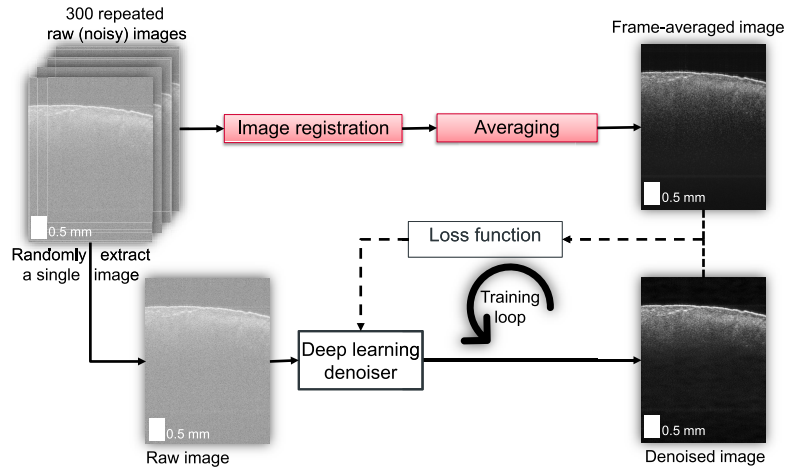 300 repeated
raw (noisy) images
Frame-averaged image
Image registration
Averaging
0.5 mm
0.5 mm
Randomly extract
a single image
Loss function
Training
loop
Deep learning
denoiser
0.5 mm
0.5 mm
Raw image
Denoised image